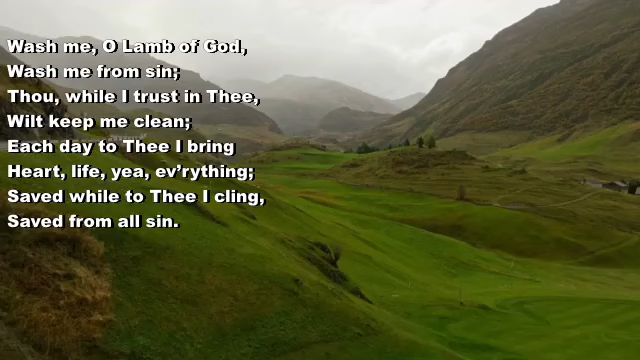 Wash me, O Lamb of God,
Wash me from sin;
Thou, while I trust in Thee,
Wilt keep me clean;
Each day to Thee I bring
Heart, life, yea, ev’rything;
Saved while to Thee I cling,
Saved from all sin.